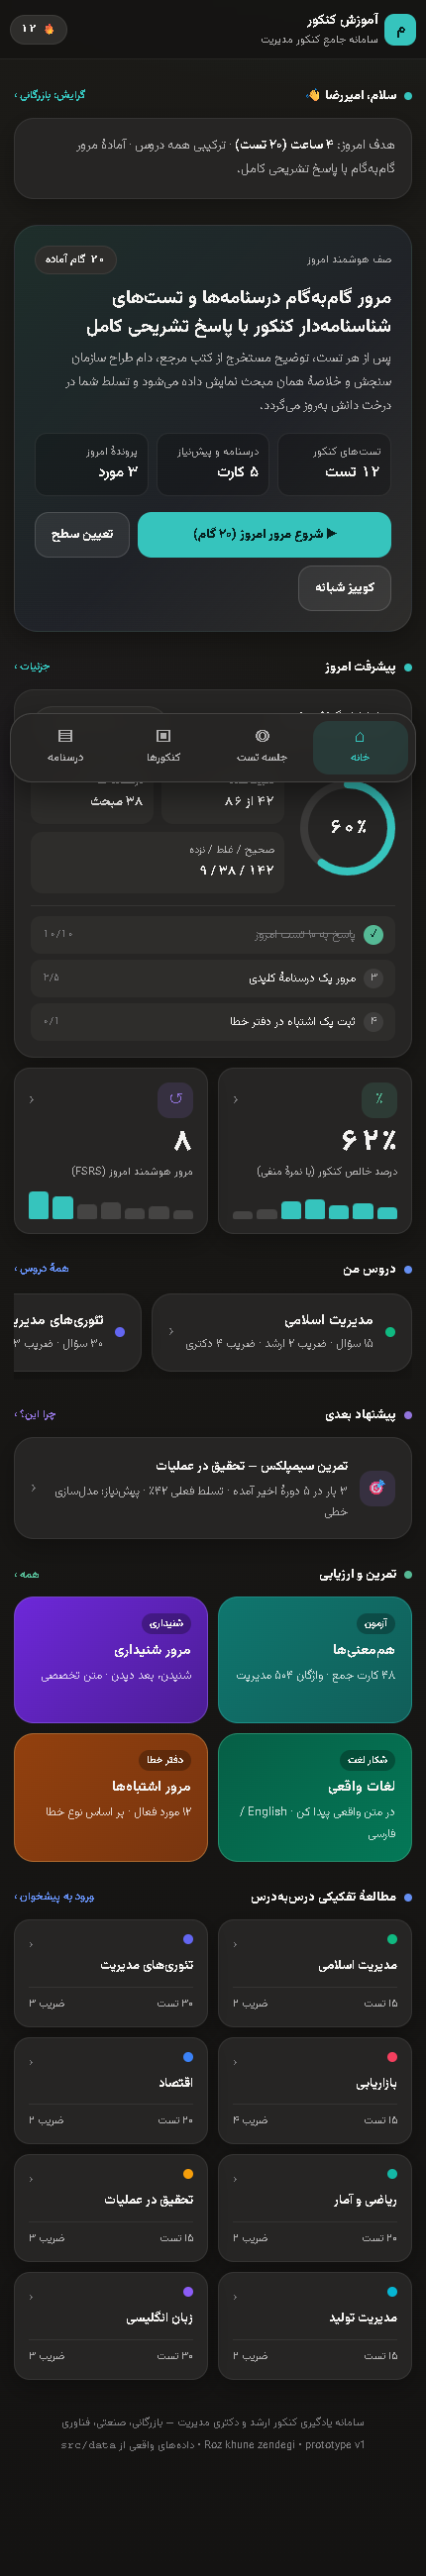 م
آموزش کنکور
سامانه جامع کنکور مدیریت
۱۲
سلام، امیررضا
گرایش: بازرگانی ›
هدف امروز: ۴ ساعت (۲۰ تست) · ترکیبی همه دروس · آمادهٔ مرور
گام‌به‌گام با پاسخ تشریحی کامل.
صف هوشمند امروز
۲۰ گام آماده
مرور گام‌به‌گام درسنامه‌ها و تست‌های
شناسنامه‌دار کنکور با پاسخ تشریحی کامل
پس از هر تست، توضیح مستخرج از کتب مرجع، دام طراح سازمان
سنجش و خلاصهٔ همان مبحث نمایش داده می‌شود و تسلط شما در
درخت دانش به‌روز می‌گردد.
تست‌های کنکور
۱۲ تست
درسنامه و پیش‌نیاز
۵ کارت
پروندهٔ امروز
۳ مورد
▶ شروع مرور امروز (۲۰ گام)
تعیین سطح
کوییز شبانه
پیشرفت امروز
جزئیات ›
خانه
جلسه تست
کنکورها
درسنامه
۶۰٪
۴۲ از ۸۶
۳۸ مبحث
صحیح / غلط / نزده
۱۴۲ / ۳۸ / ۹
✓
پاسخ به ۱۰ تست امروز
۱۰/۱۰
۳
مرور یک درسنامهٔ کلیدی
۲/۵
۴
ثبت یک اشتباه در دفتر خطا
۰/۱
٪
۶۲٪
درصد خالص کنکور (با نمرهٔ منفی)
۸
مرور هوشمند امروز (FSRS)
دروس من
همهٔ دروس ›
مدیریت اسلامی
۱۵ سؤال · ضریب ۲ ارشد · ضریب ۴ دکتری
تئوری‌های مدیری
۳۰ سؤال · ضریب ۳
پیشنهاد بعدی
چرا این؟ ›
تمرین سیمپلکس — تحقیق در عملیات
۳ بار در ۵ دورهٔ اخیر آمده · تسلط فعلی ۴۲٪ · پیش‌نیاز: مدل‌سازی
خطی
تمرین و ارزیابی
همه ›
آزمون
هم‌معنی‌ها
۴۸ کارت جمع · واژگان ۵۰۴ مدیریت
شنیداری
مرور شنیداری
شنیدن، بعد دیدن · متن تخصصی
شکار لغت
لغات واقعی
در متن واقعی پیدا کن · English /
فارسی
دفتر خطا
مرور اشتباه‌ها
۱۲ مورد فعال · بر اساس نوع خطا
مطالعهٔ تفکیکی درس‌به‌درس
ورود به پیشخوان ›
مدیریت اسلامی
۱۵ تست
ضریب ۲
تئوری‌های مدیریت
۳۰ تست
ضریب ۳
بازاریابی
۱۵ تست
ضریب ۴
اقتصاد
۲۰ تست
ضریب ۲
ریاضی و آمار
۲۰ تست
ضریب ۲
تحقیق در عملیات
۱۵ تست
ضریب ۳
مدیریت تولید
۱۵ تست
ضریب ۲
زبان انگلیسی
۳۰ تست
ضریب ۳
سامانه یادگیری کنکور ارشد و دکتری مدیریت — بازرگانی، صنعتی، فناوری
Roz khune zendegi • prototype v1 • داده‌های واقعی از src/data